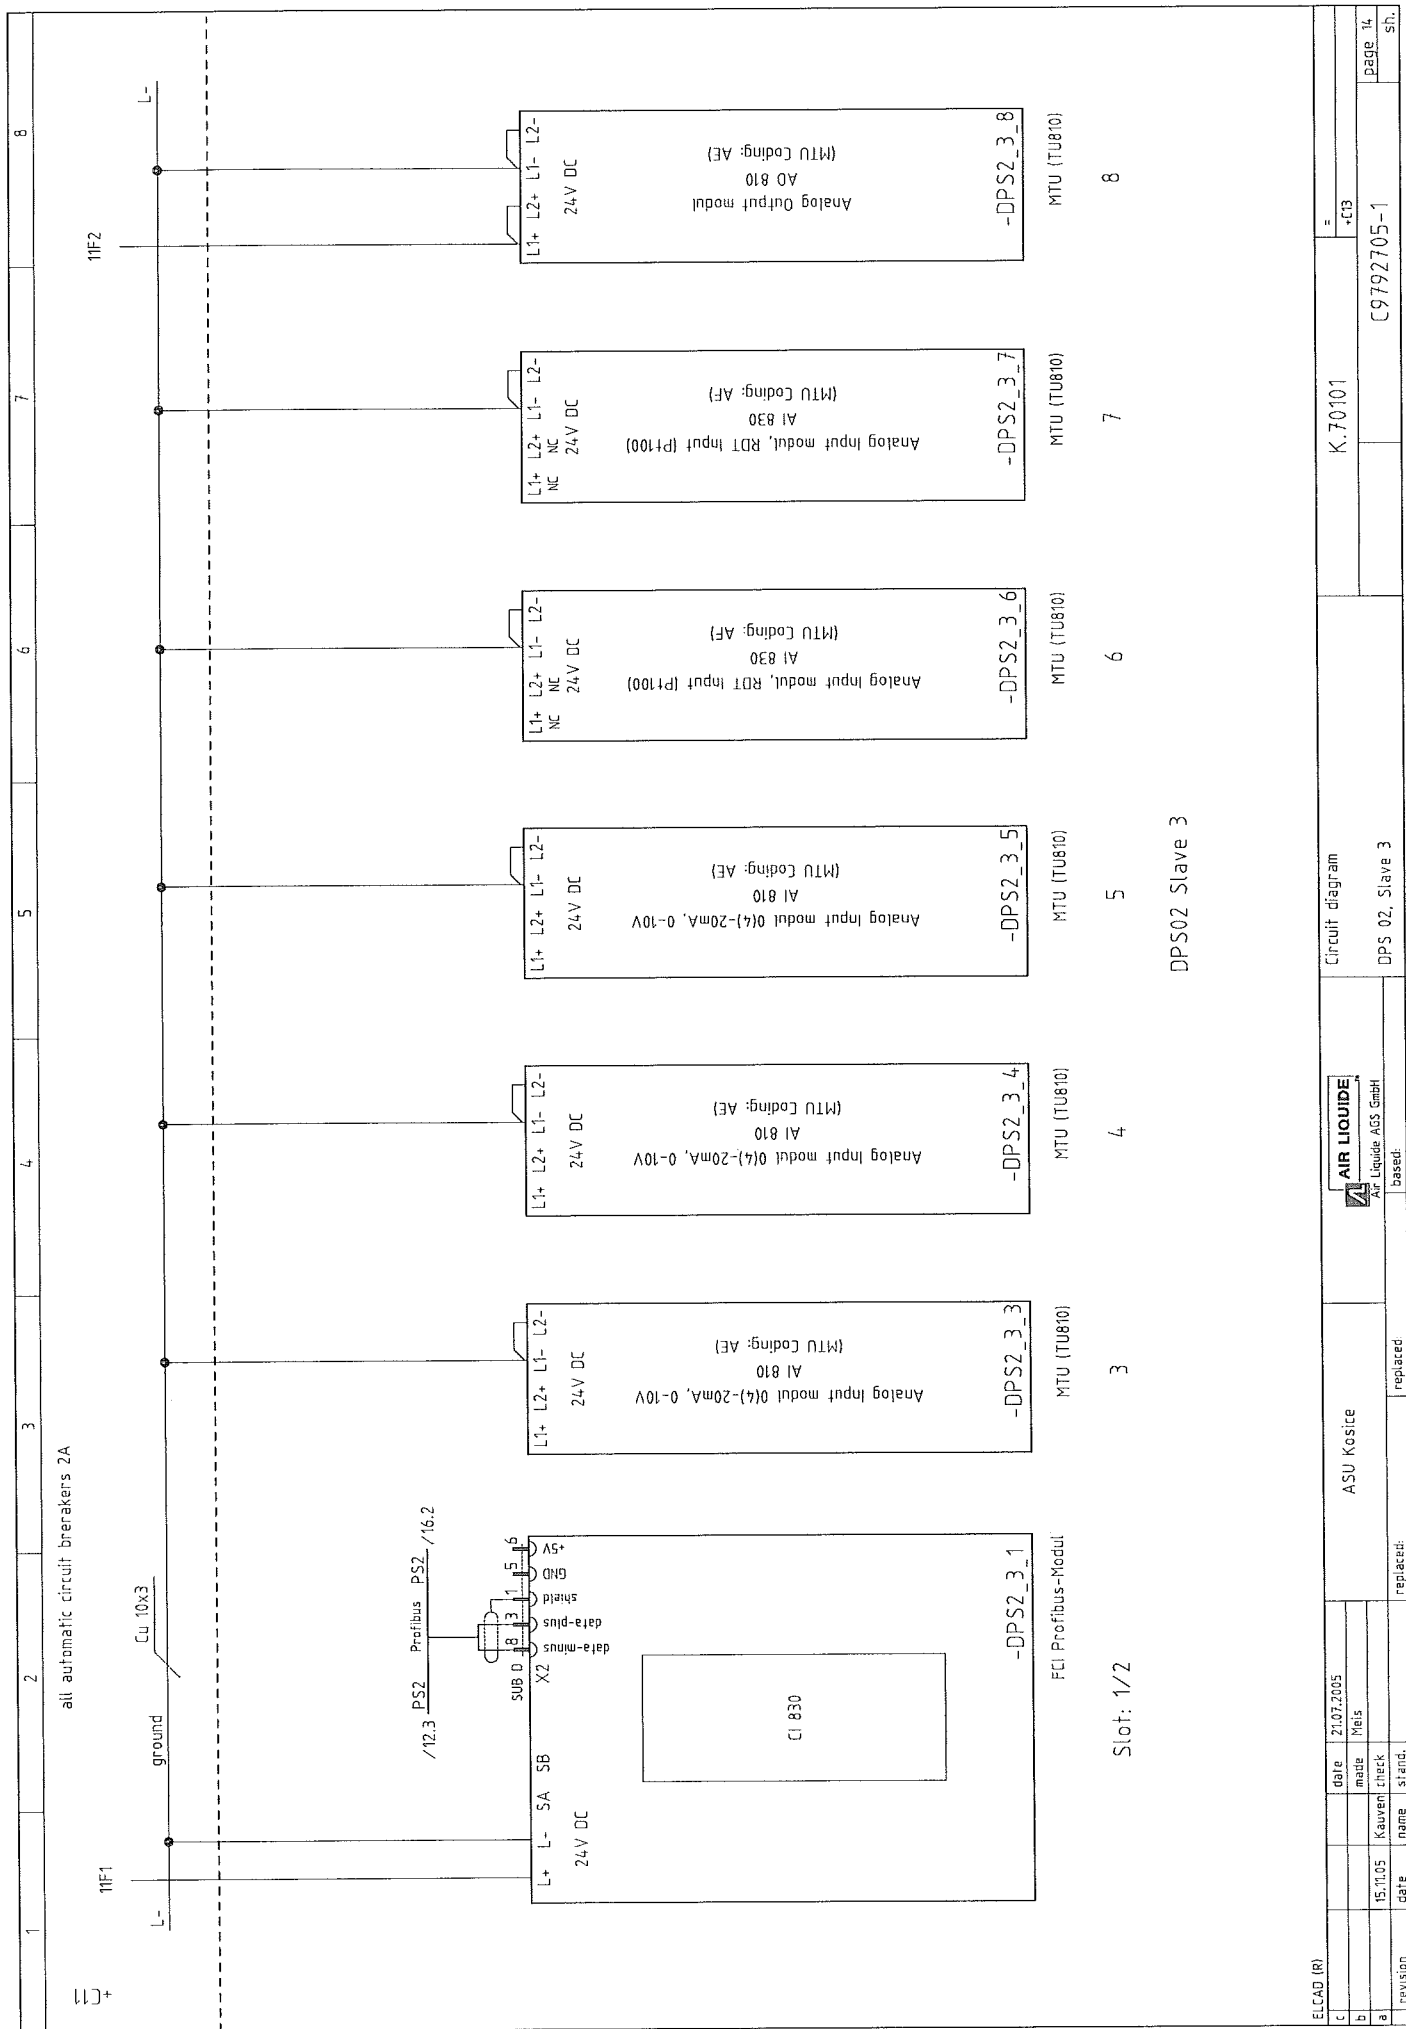 1 2 3 4 5 6 7 8
+C11
all automatic circuit brerakers 2A
11F1
11F2
L-
ground
Cu 10x3
L-
/12.3 PS2 Profibus PS2 /16.2
SUB D 8 3 1 5 6
X2 data-minus data-plus shield GND +5V
L+ L- SA SB
24V DC
CI 830
-DPS2_3_1
FCI Profibus-Modul
Slot: 1/2
L1+ L2+ L1- L2-
24V DC
Analog Input modul 0(4)-20mA, 0-10V
AI 810
(MTU Coding: AE)
-DPS2_3_3
MTU (TU810)
3
L1+ L2+ L1- L2-
24V DC
Analog Input modul 0(4)-20mA, 0-10V
AI 810
(MTU Coding: AE)
-DPS2_3_4
MTU (TU810)
4
L1+ L2+ L1- L2-
24V DC
Analog Input modul 0(4)-20mA, 0-10V
AI 810
(MTU Coding: AE)
-DPS2_3_5
MTU (TU810)
5
L1+ L2+ L1- L2-
NC NC
24V DC
Analog Input modul, RDT Input (Pt100)
AI 830
(MTU Coding: AF)
-DPS2_3_6
MTU (TU810)
6
L1+ L2+ L1- L2-
NC NC
24V DC
Analog Input modul, RDT Input (Pt100)
AI 830
(MTU Coding: AF)
-DPS2_3_7
MTU (TU810)
7
L1+ L2+ L1- L2-
24V DC
Analog Output modul
AO 810
(MTU Coding: AE)
-DPS2_3_8
MTU (TU810)
8
DPS02 Slave 3
ELCAD (R)
c
b
a 15.11.05 Kauven
revision date name
date 21.07.2005
made Meis
check
stand.
ASU Kosice
replaced:
replaced:
AIR LIQUIDE
Air Liquide AGS GmbH
based:
Circuit diagram
DPS 02, Slave 3
K.70101
=
+C13
C9792705-1
page 14
sh.